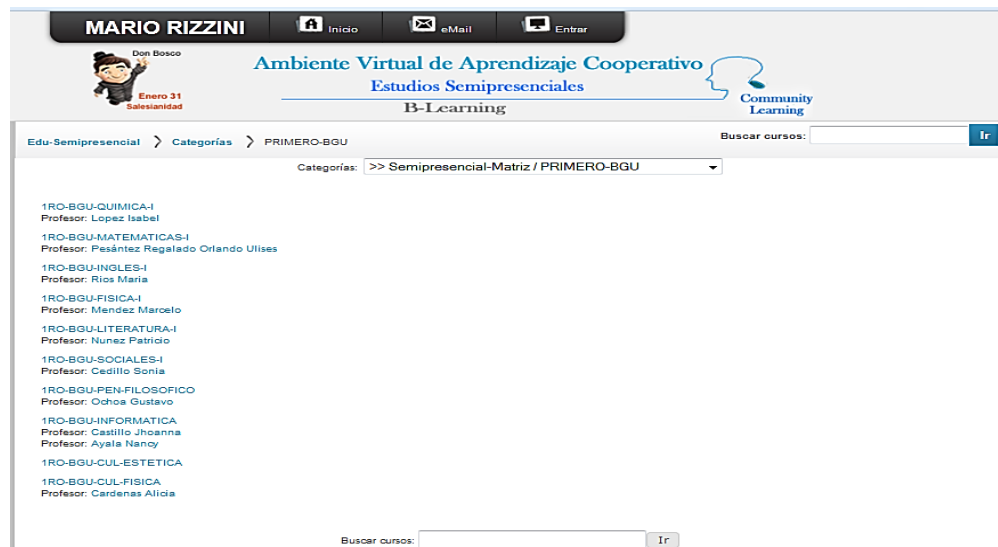 MARIO RIZZINI
Inicio
eMail
Entrar
Don Bosco
Enero 31
Salesianidad
Ambiente Virtual de Aprendizaje Cooperativo
Estudios Semipresenciales
B-Learning
Community
Learning
Edu-Semipresencial > Categorías > PRIMERO-BGU
Buscar cursos:
Ir
Categorías: >> Semipresencial-Matriz / PRIMERO-BGU
1RO-BGU-QUIMICA-I
Profesor: Lopez Isabel
1RO-BGU-MATEMATICAS-I
Profesor: Pesántez Regalado Orlando Ulises
1RO-BGU-INGLES-I
Profesor: Rios Maria
1RO-BGU-FISICA-I
Profesor: Mendez Marcelo
1RO-BGU-LITERATURA-I
Profesor: Nunez Patricio
1RO-BGU-SOCIALES-I
Profesor: Cedillo Sonia
1RO-BGU-PEN-FILOSOFICO
Profesor: Ochoa Gustavo
1RO-BGU-INFORMATICA
Profesor: Castillo Jhoanna
Profesor: Ayala Nancy
1RO-BGU-CUL-ESTETICA
1RO-BGU-CUL-FISICA
Profesor: Cardenas Alicia
Buscar cursos:
Ir